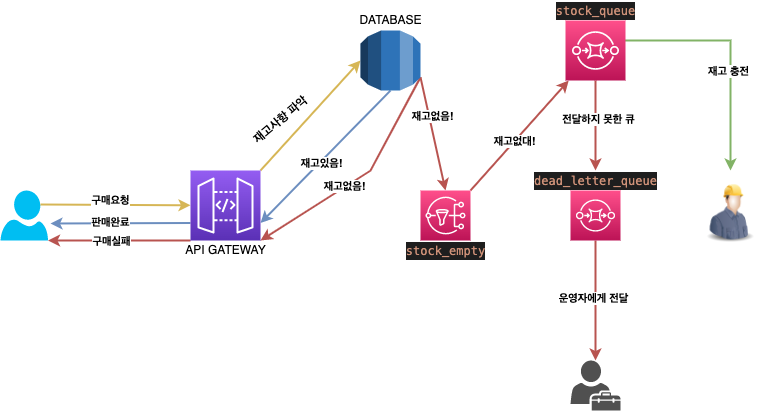 stock_queue
DATABASE
재고 충전
재고사항 파악
재고없음!
전달하지 못한 큐
재고없대!
재고있음!
재고없음!
dead_letter_queue
구매요청
판매완료
구매실패
API GATEWAY
stock_empty
운영자에게 전달